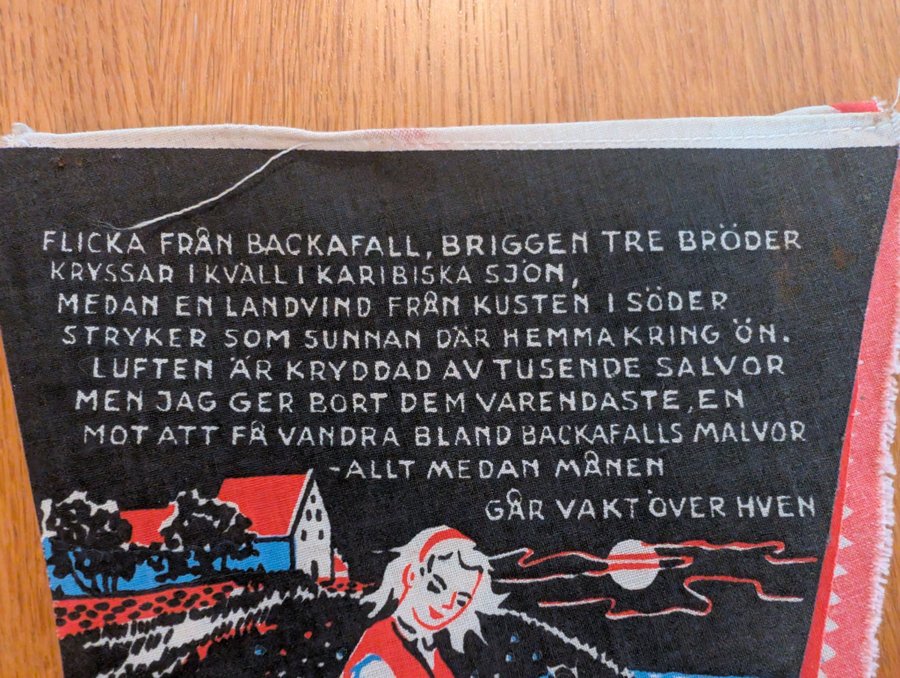 FLICKA FRÅN BACKAFALL, BRIGGEN TRE BRÖDER
KRYSSAR I KVÄLL I KARIBISKA SJÖN,
MEDAN EN LANDVIND FRÅN KUSTEN I SÖDER
STRYKER SOM SUNNAN DÄR HEMMA KRING ÖN.
LUFTEN ÄR KRYDDAD AV TUSENDE SALVOR
MEN JAG GER BORT DEM VARENDASTE, EN
MOT ATT FÅ VANDRA BLAND BACKAFALLS MALVOR
-ALLT MEDAN MÅNEN
GÅR VAKT ÖVER HVEN